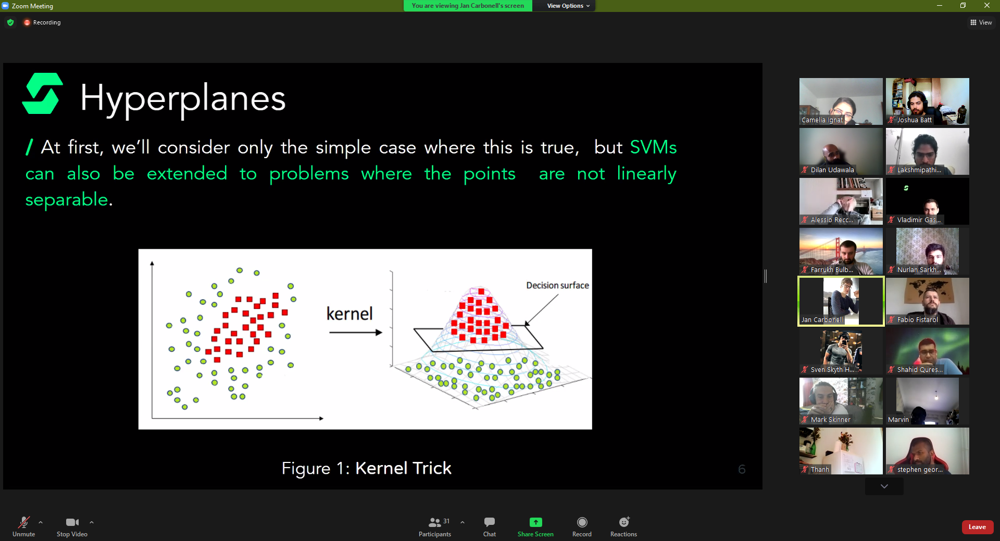 Zoom Meeting
You are viewing Jan Carbonell's screen
View Options
Recording
View
Hyperplanes
/ At first, we'll consider only the simple case where this is true, but SVMs
can also be extended to problems where the points are not linearly
separable.
kernel
Decision surface
Figure 1: Kernel Trick
6
Camelia Ignat
Joshua Batt
Dilan Udawala
Lakshmipathi...
Alessio Recc...
Vladimir Gas...
Farrukh Bulb...
Nurlan Sarkh...
Jan Carbonell
Fabio Fistarol
Sven Skyth H...
Shahid Qures...
Mark Skinner
Marvin
Thanh
stephen geor...
Unmute
Stop Video
31
Participants
Chat
Share Screen
Record
Reactions
Leave